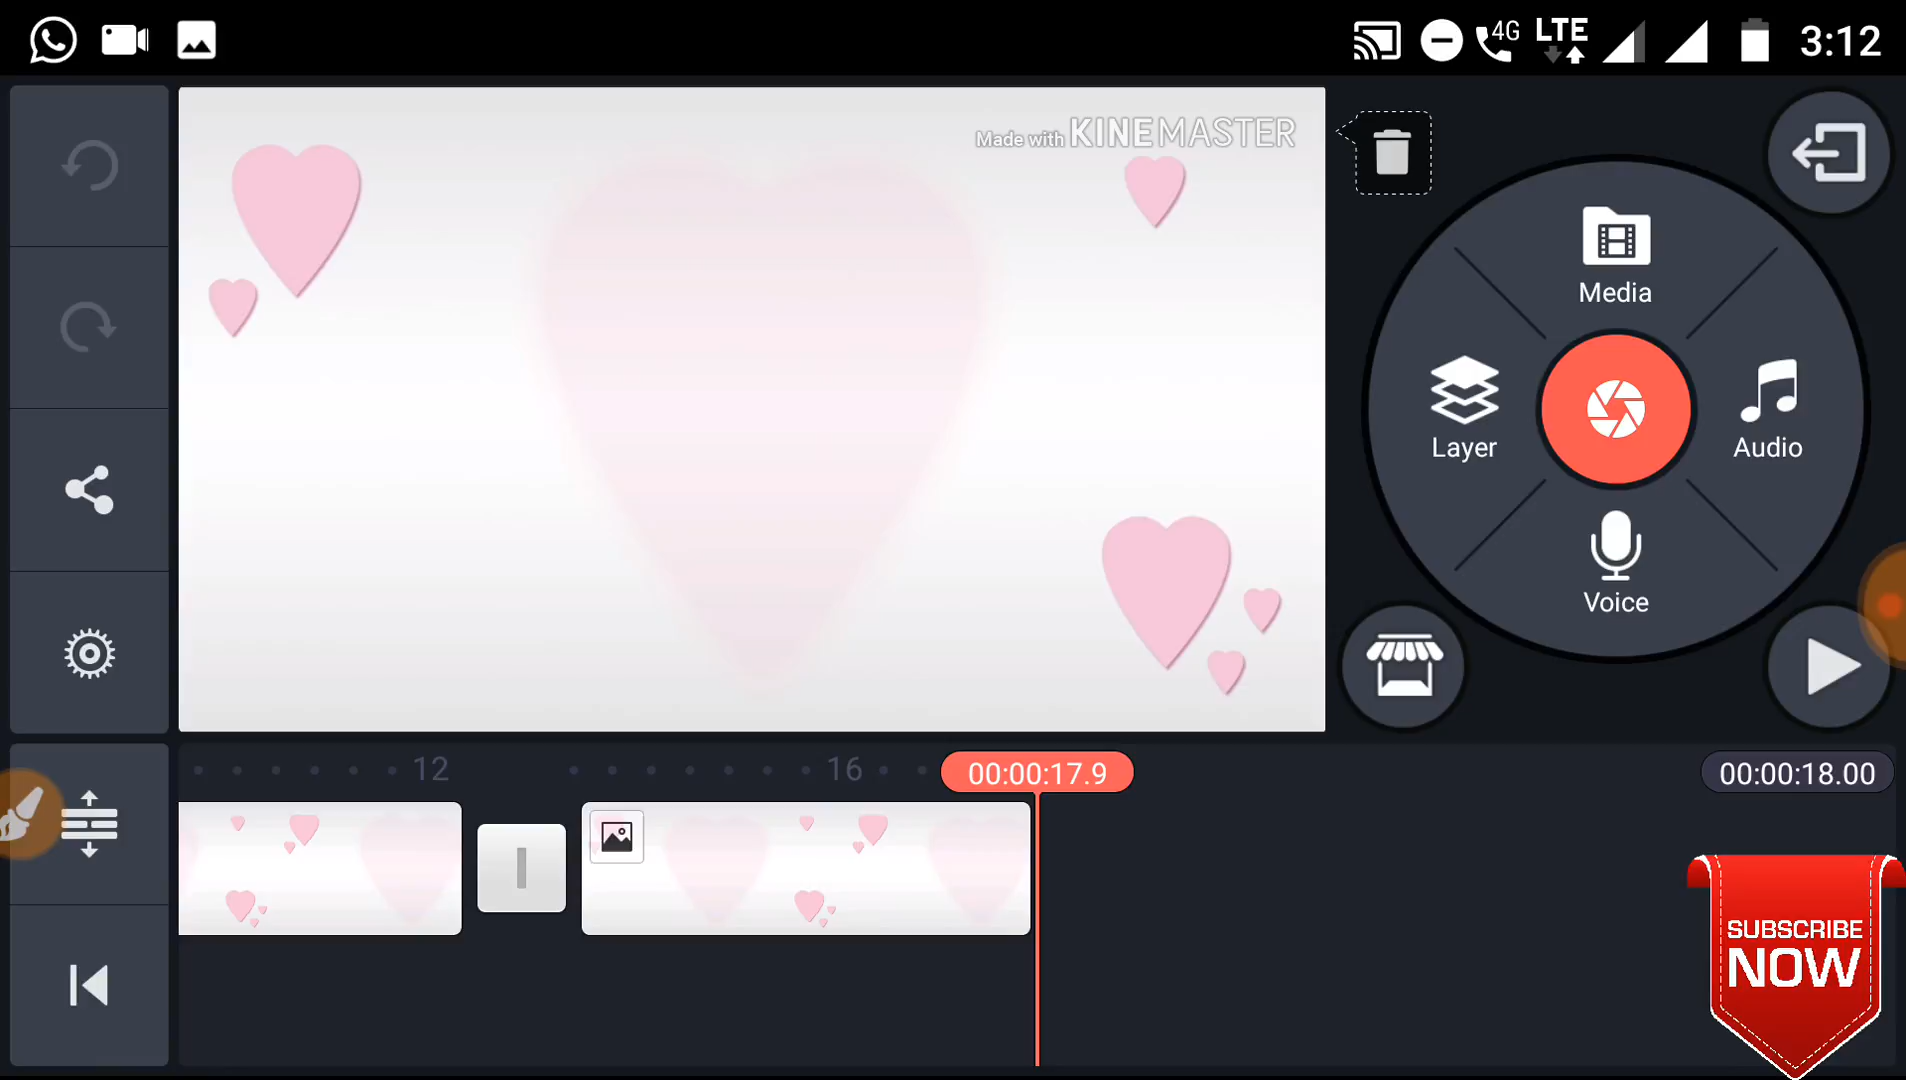 4G
LTE
3:12
Made with KINEMASTER
Media
Layer
Audio
Voice
12
16
00:00:17.9
00:00:18.00
SUBSCRIBE
NOW